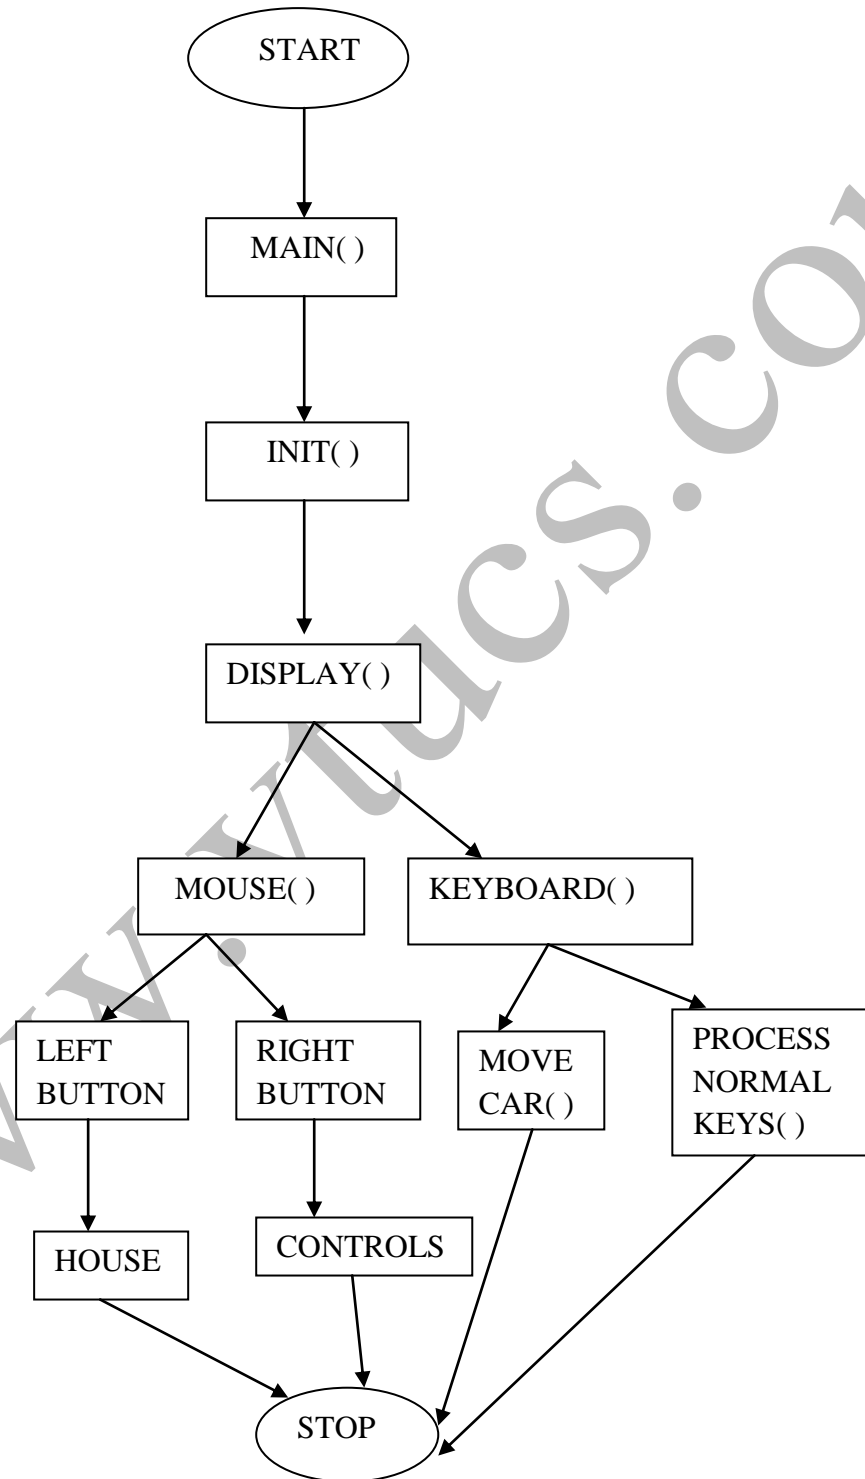 START
MAIN( )
INIT( )
DISPLAY( )
MOUSE( )
KEYBOARD( )
LEFT
BUTTON
RIGHT
BUTTON
MOVE
CAR( )
PROCESS
NORMAL
KEYS( )
HOUSE
CONTROLS
STOP